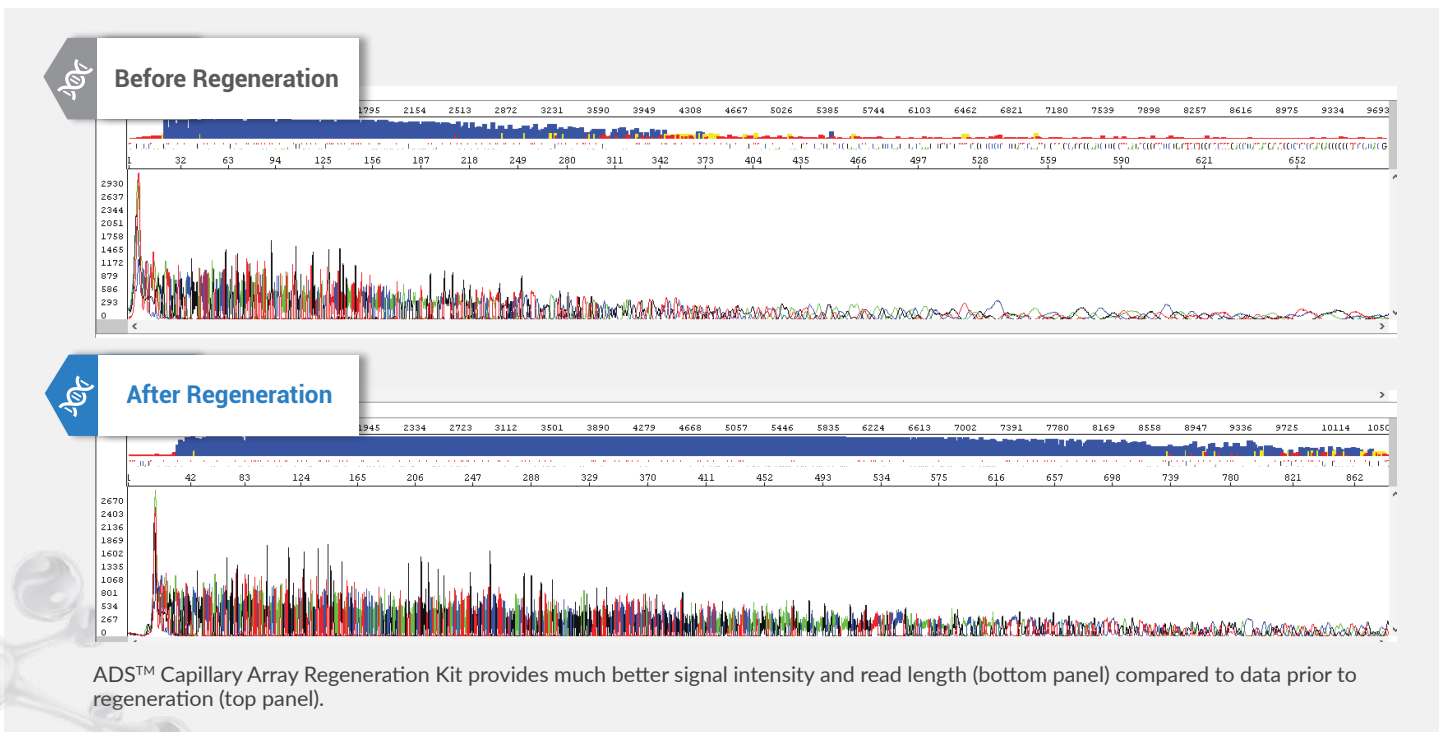 Before Regeneration
795 2154 2513 2872 3231 3590 3949 4308 4667 5026 5385 5744 6103 6462 6821 7180 7539 7898 8257 8616 8975 9334 9693
1 32 63 94 125 156 187 218 249 280 311 342 373 404 435 466 497 528 559 590 621 652
2930
2637
2344
2051
1758
1465
1172
879
586
293
0
After Regeneration
1945 2334 2723 3112 3501 3890 4279 4668 5057 5446 5835 6224 6613 7002 7391 7780 8169 8558 8947 9336 9725 10114 1050
1 42 83 124 165 206 247 288 329 370 411 452 493 534 575 616 657 698 739 780 821 862
2670
2403
2136
1869
1602
1335
1068
801
534
267
0
ADS™ Capillary Array Regeneration Kit provides much better signal intensity and read length (bottom panel) compared to data prior to
regeneration (top panel).